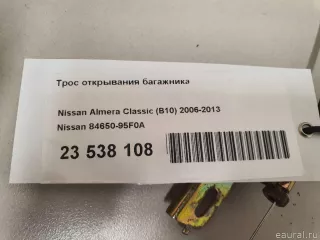 Трос открывания багажника
Nissan Almera Classic (B10) 2006-2013
Nissan 84650-95F0A
23 538 108
eaural.ru